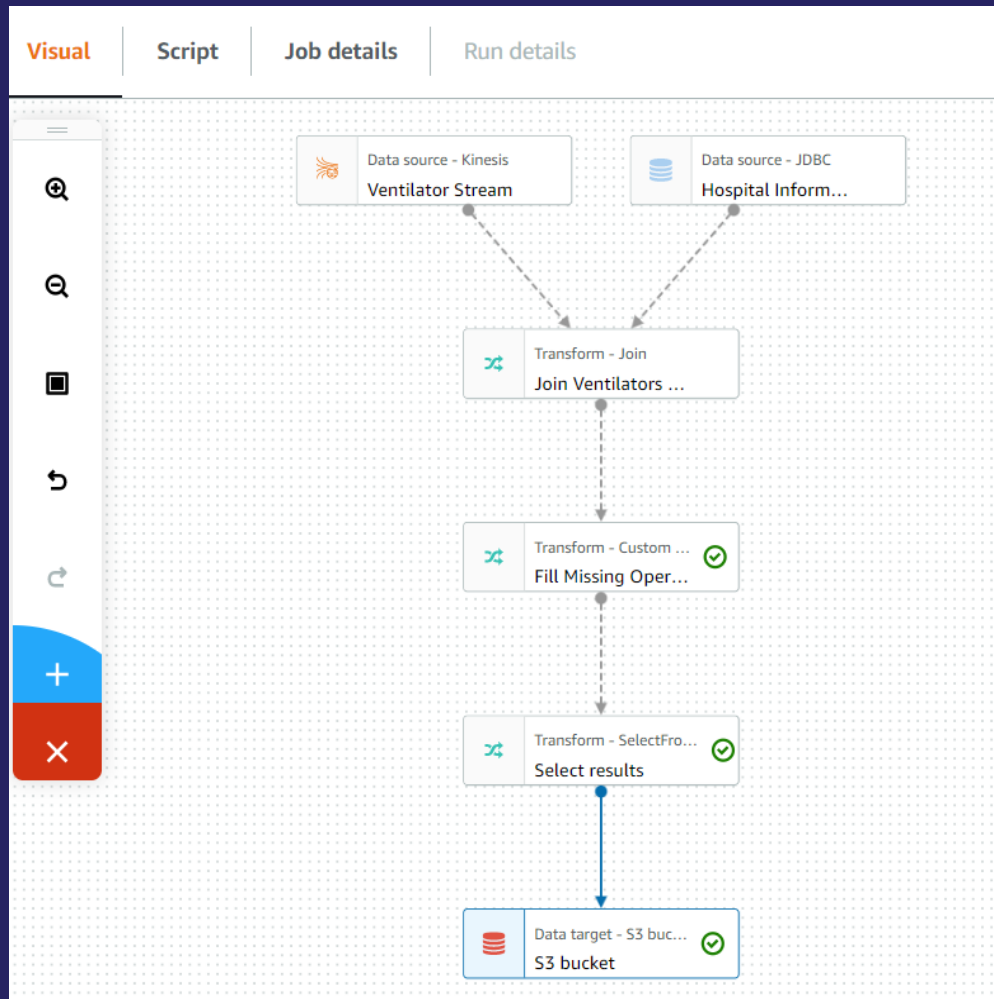 Visual
Script
Job details
Run details
Data source - Kinesis
Ventilator Stream
Data source - JDBC
Hospital Inform...
Transform - Join
Join Ventilators ...
Transform - Custom ...
Fill Missing Oper...
Transform - SelectFro...
Select results
Data target - S3 buc...
S3 bucket